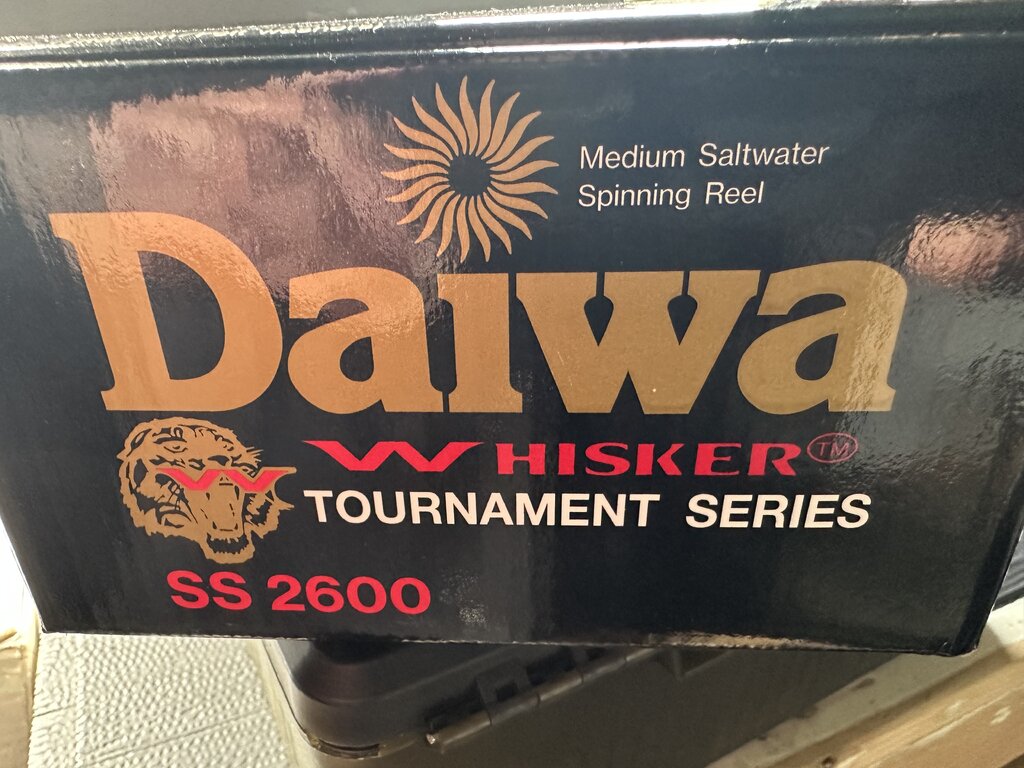 Medium Saltwater
Spinning Reel
Daiwa
WHISKER TM
TOURNAMENT SERIES
SS 2600